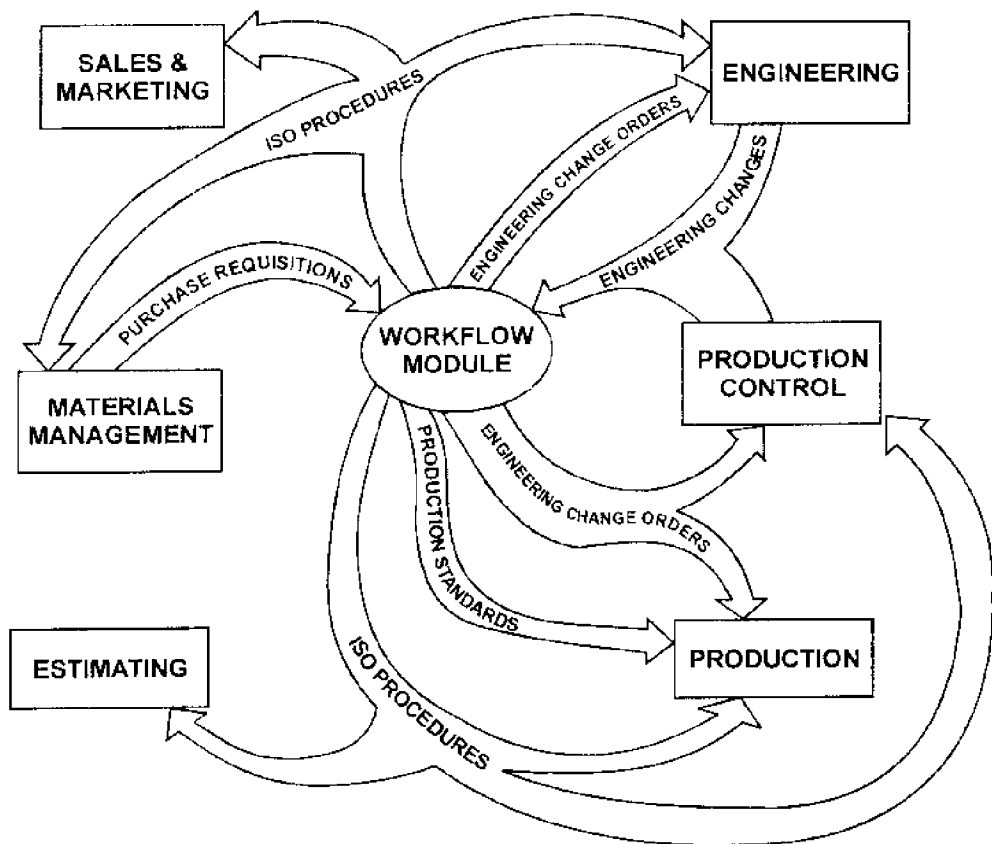 SALES &
MARKETING
ENGINEERING
ISO PROCEDURES
ENGINEERING CHANGE ORDERS
ENGINEERING CHANGES
PURCHASE REQUISITIONS
WORKFLOW
MODULE
PRODUCTION
CONTROL
MATERIALS
MANAGEMENT
PRODUCTION STANDARDS
ENGINEERING CHANGE ORDERS
ESTIMATING
ISO PROCEDURES
PRODUCTION